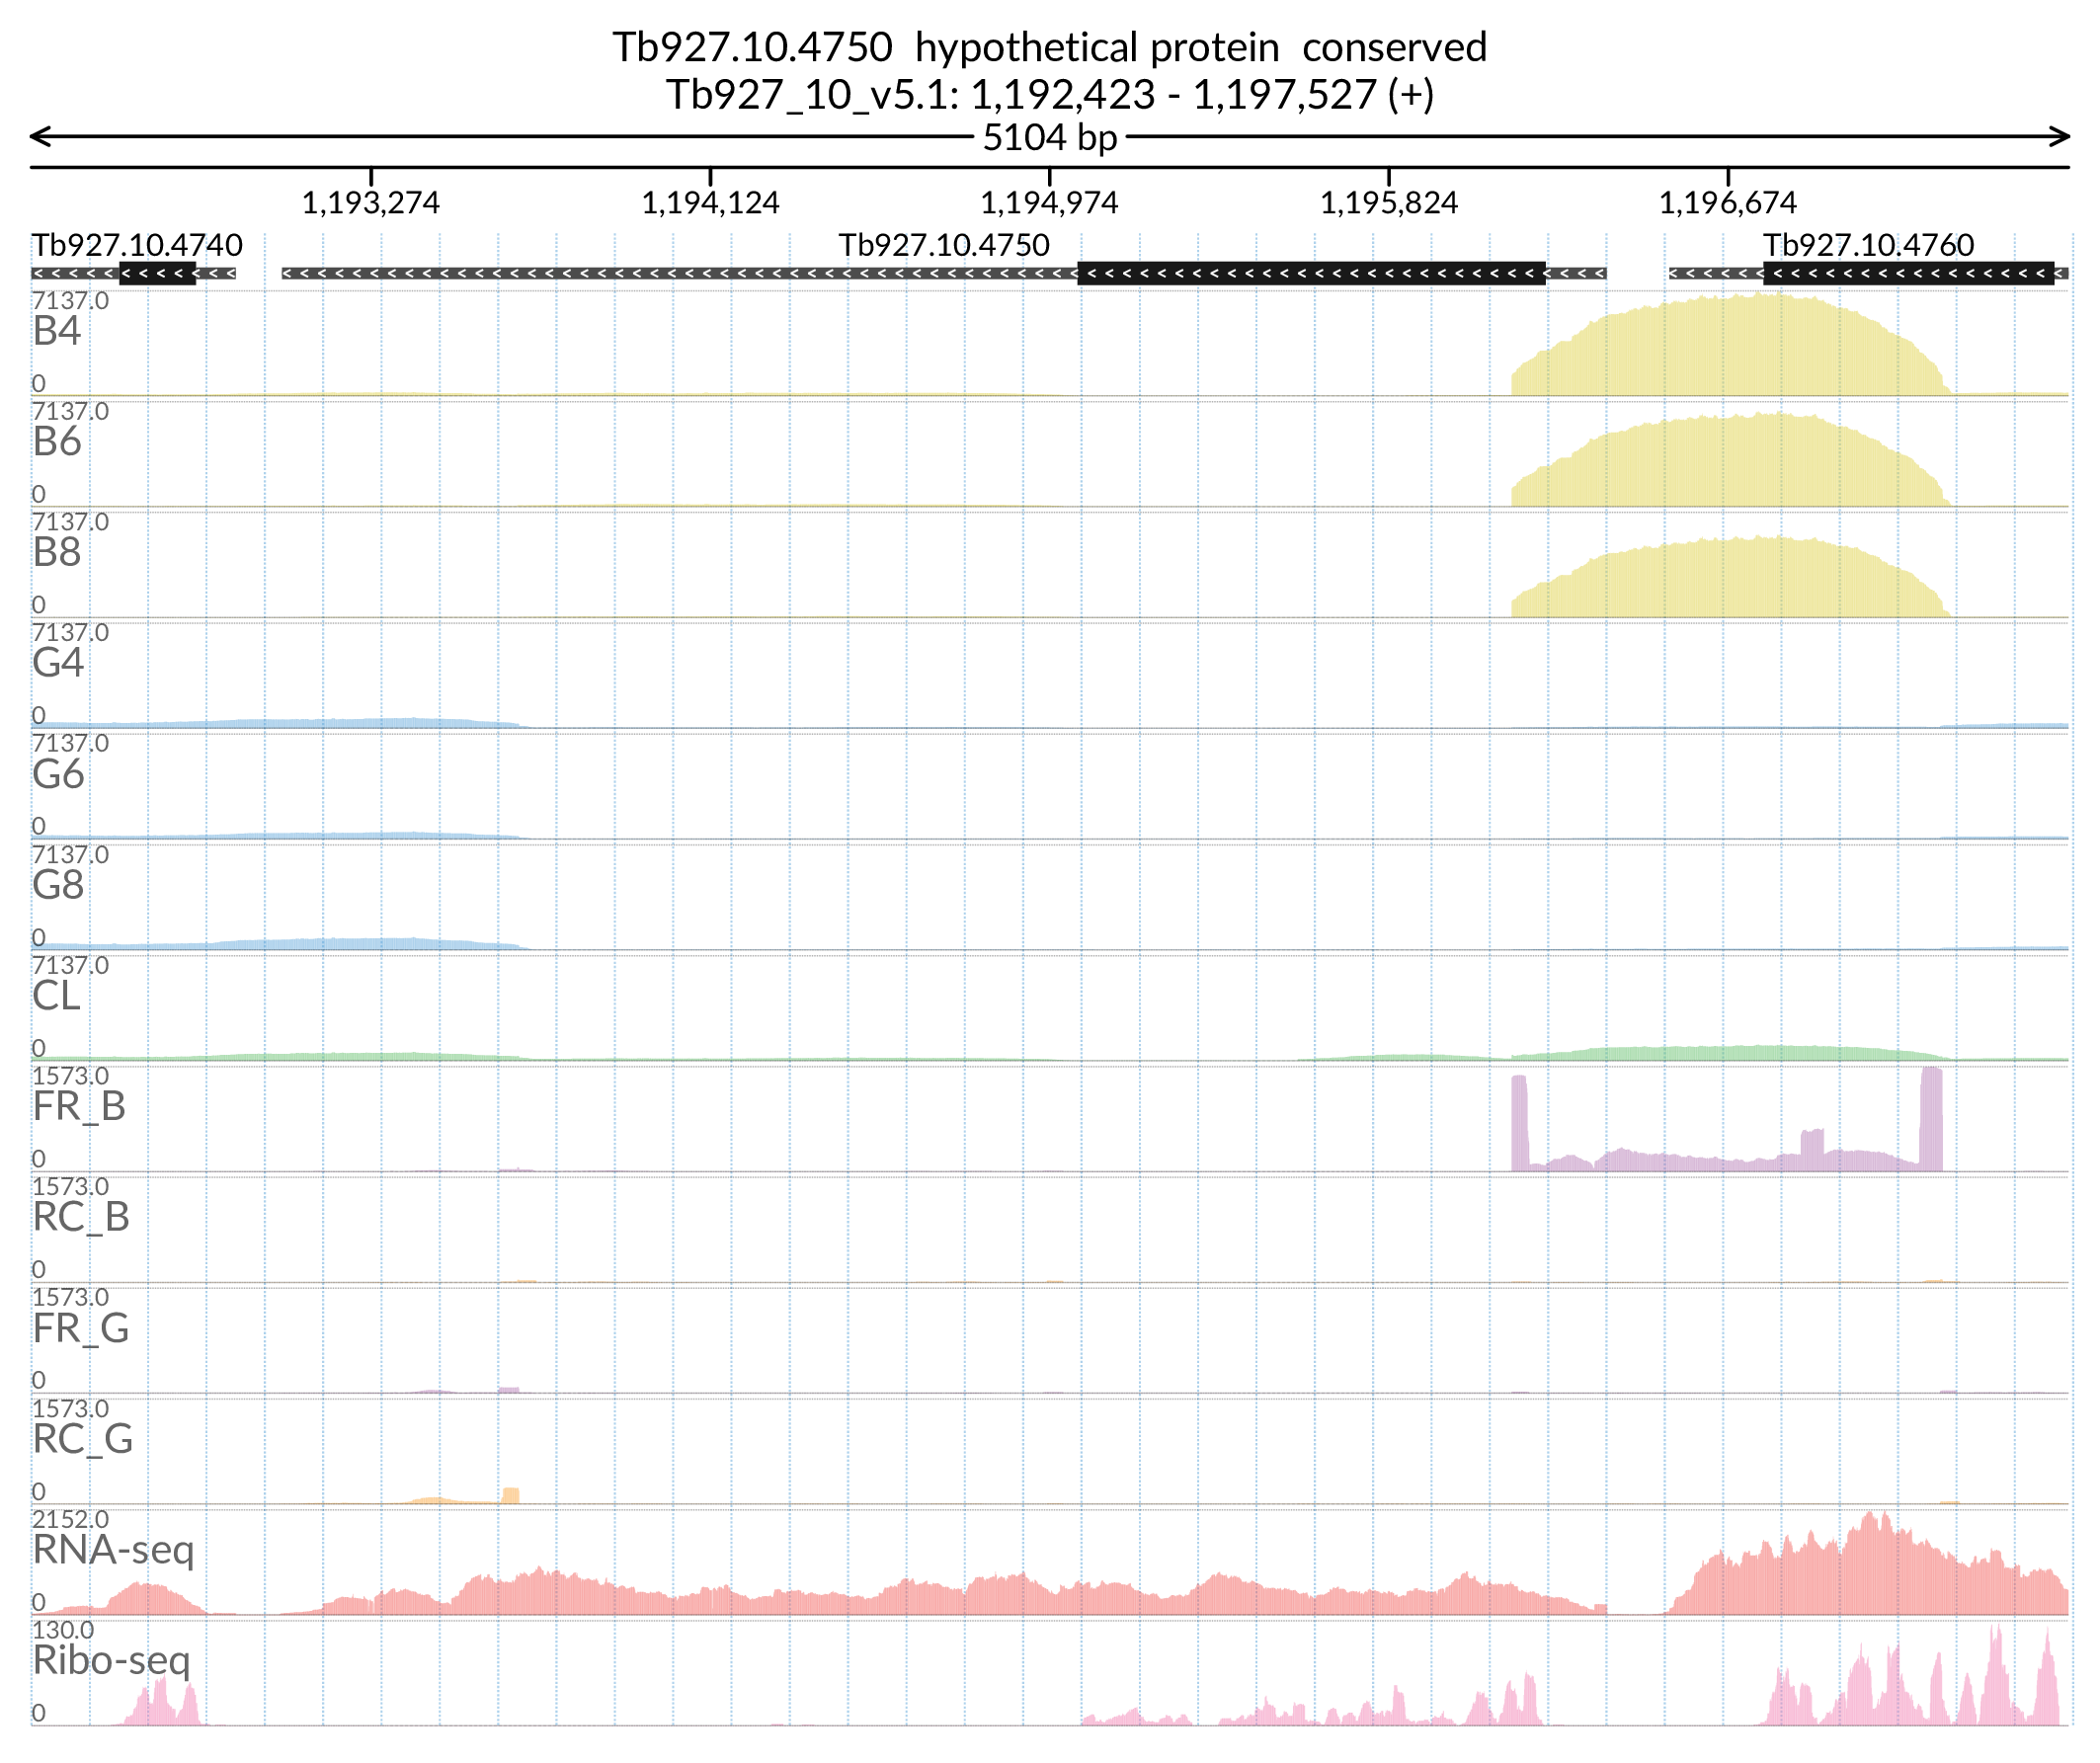 Tb927.10.4750  hypothetical protein  conserved
Tb927_10_v5.1: 1,192,423 - 1,197,527 (+)
5104 bp
1,193,274 1,194,124 1,194,974 1,195,824 1,196,674
Tb927.10.4740 Tb927.10.4750 Tb927.10.4760
7137.0
B4
0
7137.0
B6
0
7137.0
B8
0
7137.0
G4
0
7137.0
G6
0
7137.0
G8
0
7137.0
CL
0
1573.0
FR_B
0
1573.0
RC_B
0
1573.0
FR_G
0
1573.0
RC_G
0
2152.0
RNA-seq
0
130.0
Ribo-seq
0